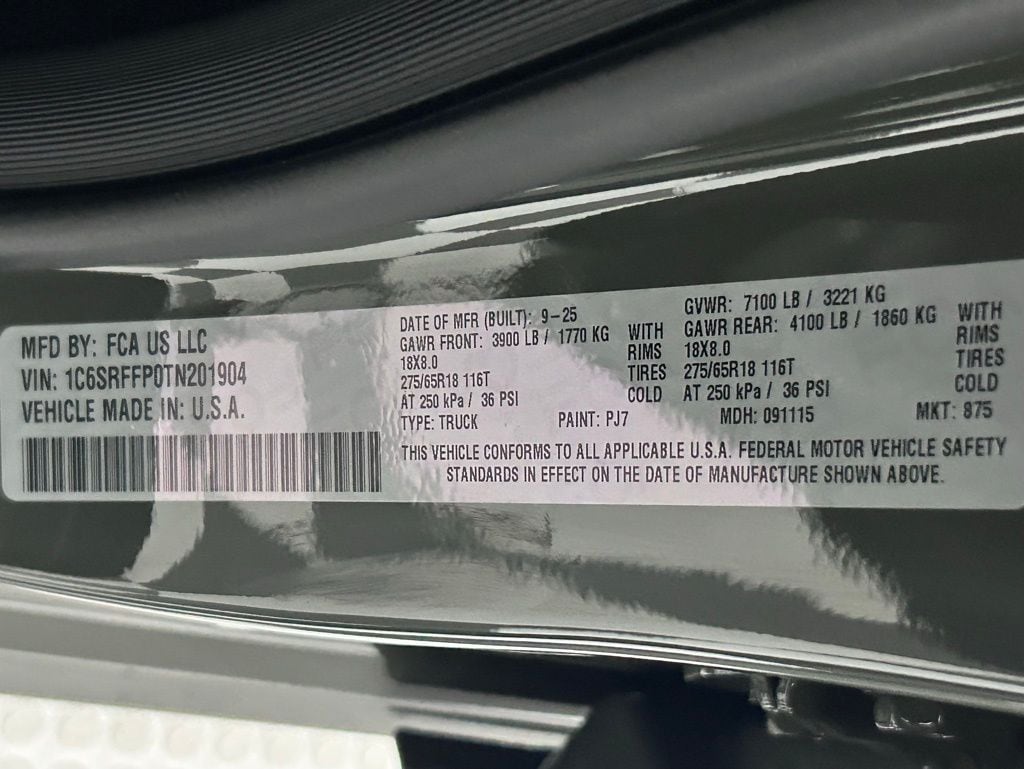 MFD BY: FCA US LLC
VIN: 1C6SRFFP0TN201904
VEHICLE MADE IN: U.S.A.
DATE OF MFR (BUILT): 9-25
GAWR FRONT: 3900 LB / 1770 KG
18X8.0
275/65R18 116T
AT 250 kPa / 36 PSI
WITH
RIMS
TIRES
COLD
GVWR: 7100 LB / 3221 KG
GAWR REAR: 4100 LB / 1860 KG
18X8.0
275/65R18 116T
AT 250 kPa / 36 PSI
WITH
RIMS
TIRES
COLD
TYPE: TRUCK PAINT: PJ7 MDH: 091115 MKT: 875
THIS VEHICLE CONFORMS TO ALL APPLICABLE U.S.A. FEDERAL MOTOR VEHICLE SAFETY
STANDARDS IN EFFECT ON THE DATE OF MANUFACTURE SHOWN ABOVE.